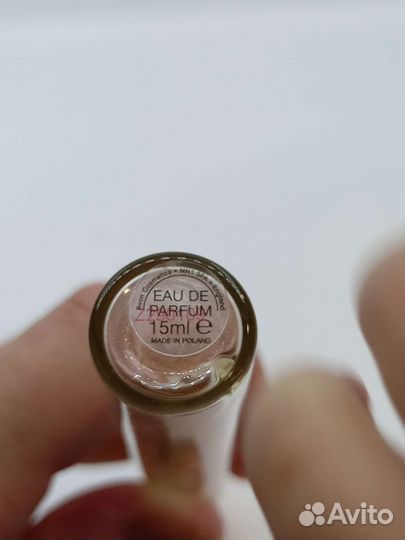 Avon Cosmetics • NN1 5PA • England
EAU DE
PARFUM
15ml ℮
MADE IN POLAND
Avito